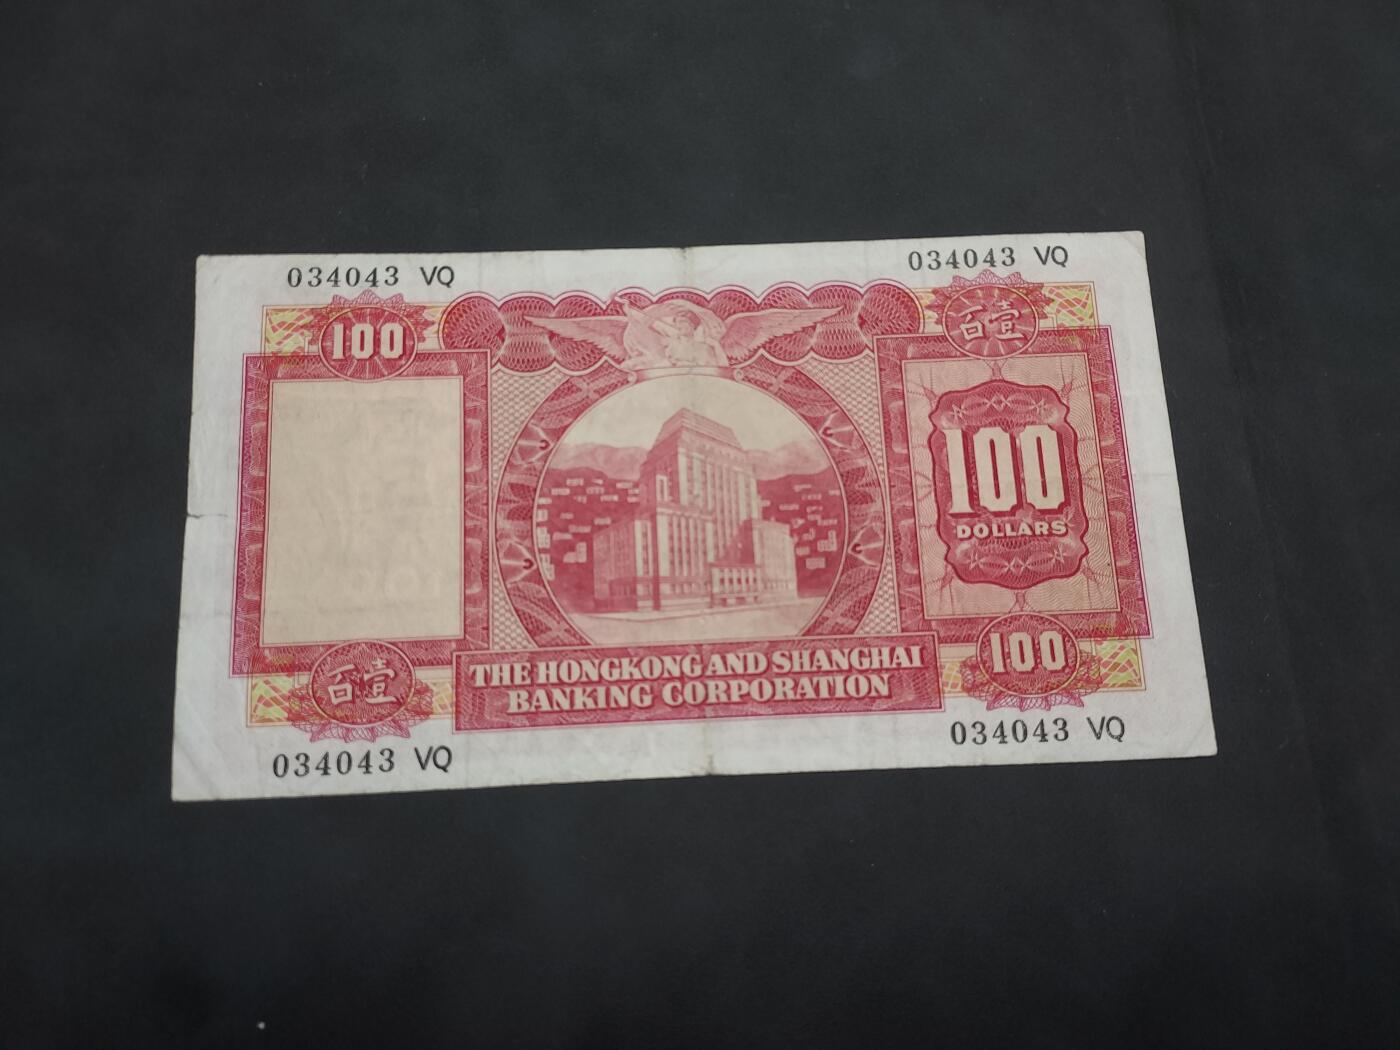 034043 VQ
034043 VQ
100
百壹
100
DOLLARS
百壹
100
THE HONGKONG AND SHANGHAI
BANKING CORPORATION
034043 VQ
034043 VQ